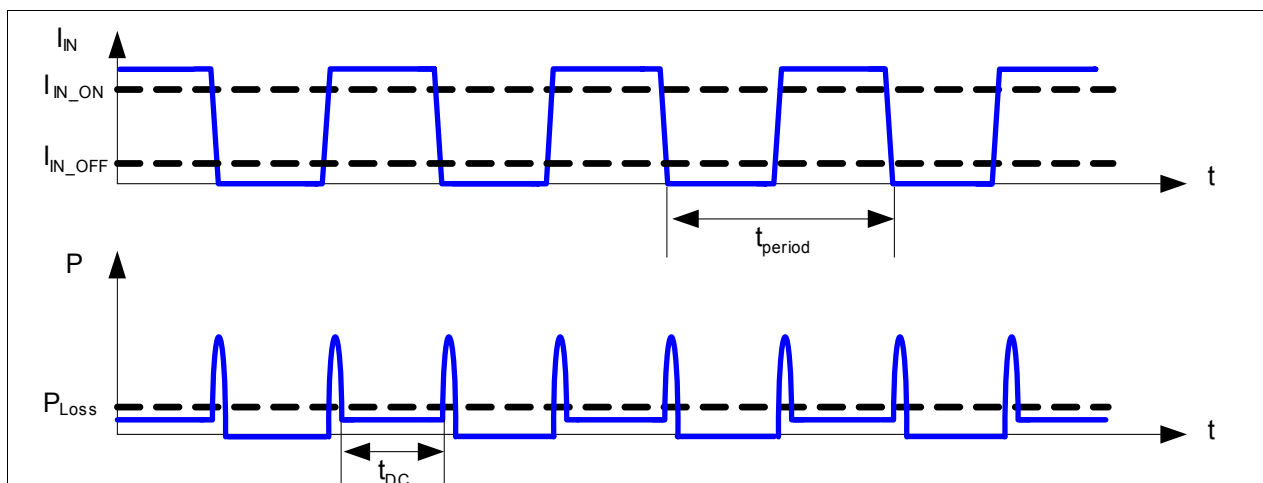 I_IN
I_IN_ON
I_IN_OFF
t
t_period
P
P_Loss
t
t_DC